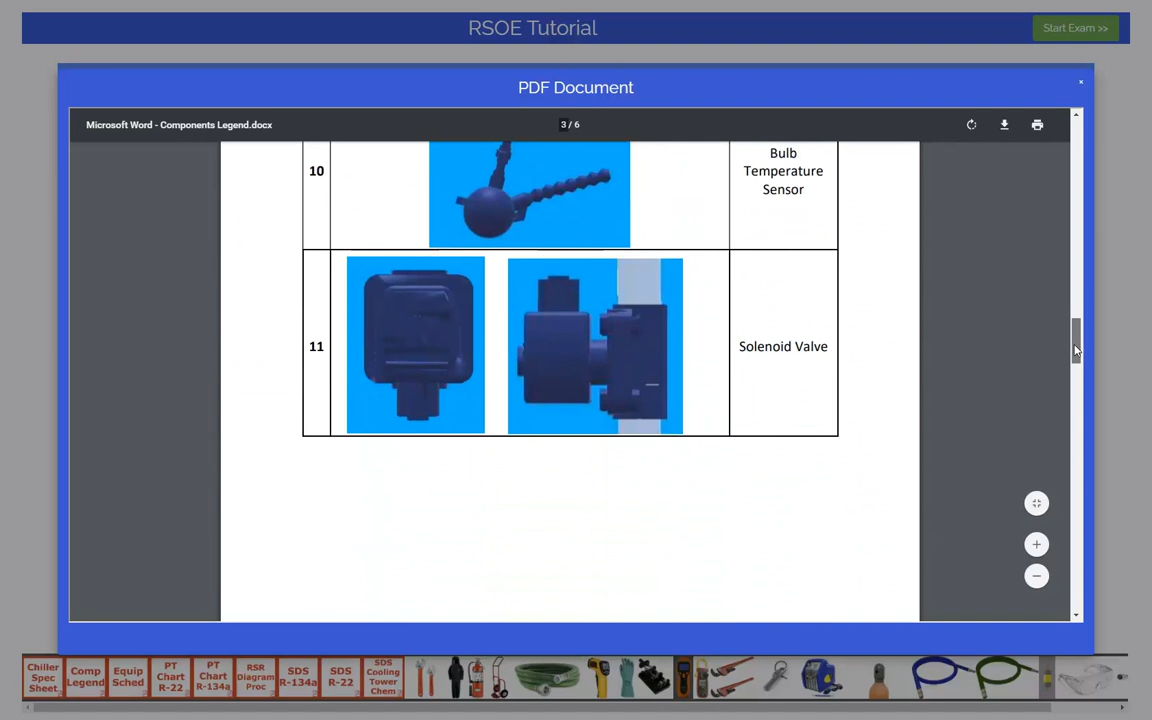 RSOE Tutorial
Start Exam >>
PDF Document
×
Microsoft Word - Components Legend.docx
3 / 6
10
Bulb
Temperature
Sensor
11
Solenoid Valve
Chiller
Spec
Sheet
Comp
Legend
Equip
Sched
PT
Chart
R-22
PT
Chart
R-134a
RSR
Diagram
Proc
SDS
R-134a
SDS
R-22
SDS
Cooling
Tower
Chem